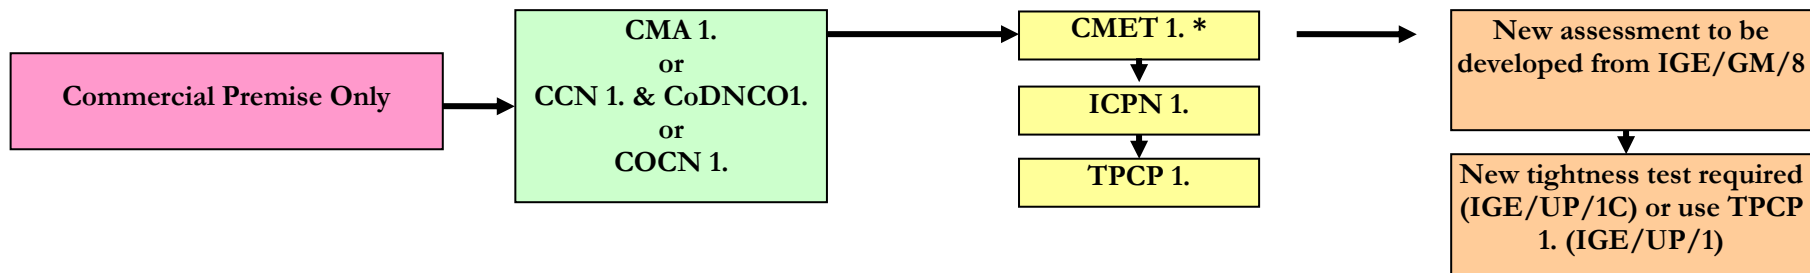 Commercial Premise Only
CMA 1.
or
CCN 1. & CoDNCO1.
or
COCN 1.
CMET 1. *
ICPN 1.
TPCP 1.
New assessment to be
developed from IGE/GM/8
New tightness test required
(IGE/UP/1C) or use TPCP
1. (IGE/UP/1)